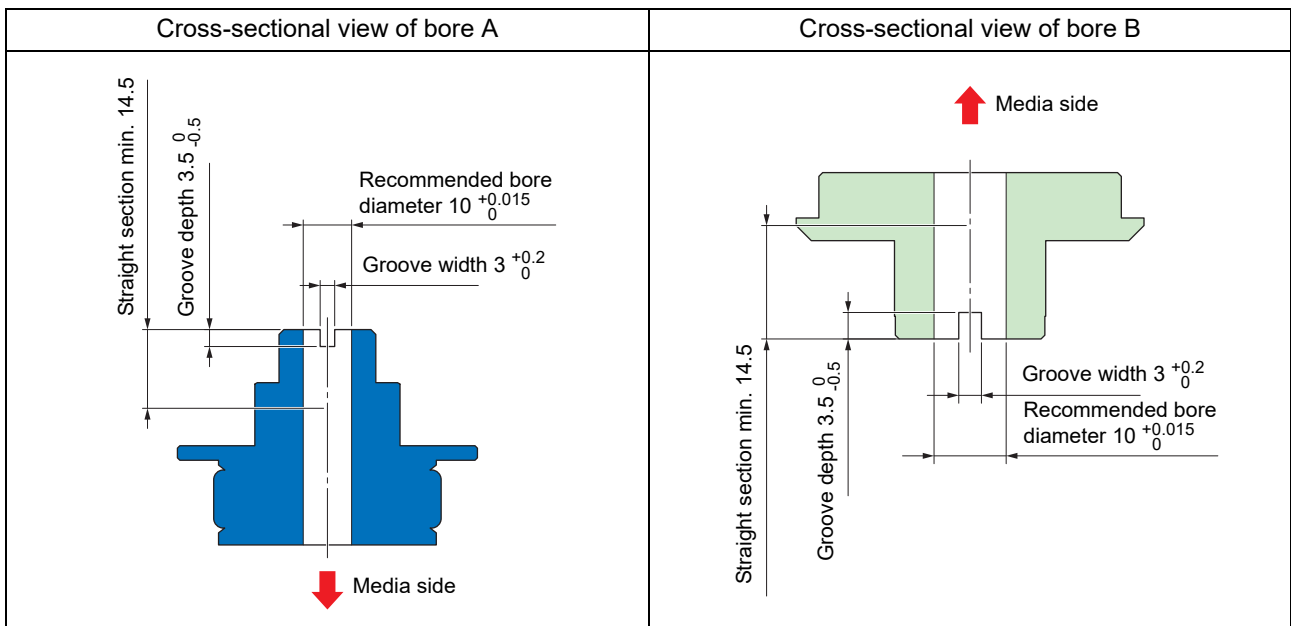 Cross-sectional view of bore A
Straight section min. 14.5
Groove depth 3.5 0 -0.5
Recommended bore
diameter 10 +0.015 0
Groove width 3 +0.2 0
Media side
Cross-sectional view of bore B
Media side
Straight section min. 14.5
Groove depth 3.5 0 -0.5
Groove width 3 +0.2 0
Recommended bore
diameter 10 +0.015 0